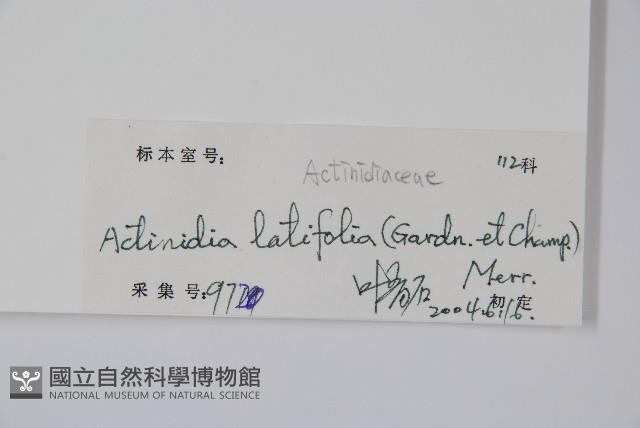 标本室号: 112科
Actinidiaceae
Actinidia latifolia (Gardn. et Champ.)
Merr.
采集号: 97 初定
2004.6.16.
國立自然科學博物館
NATIONAL MUSEUM OF NATURAL SCIENCE